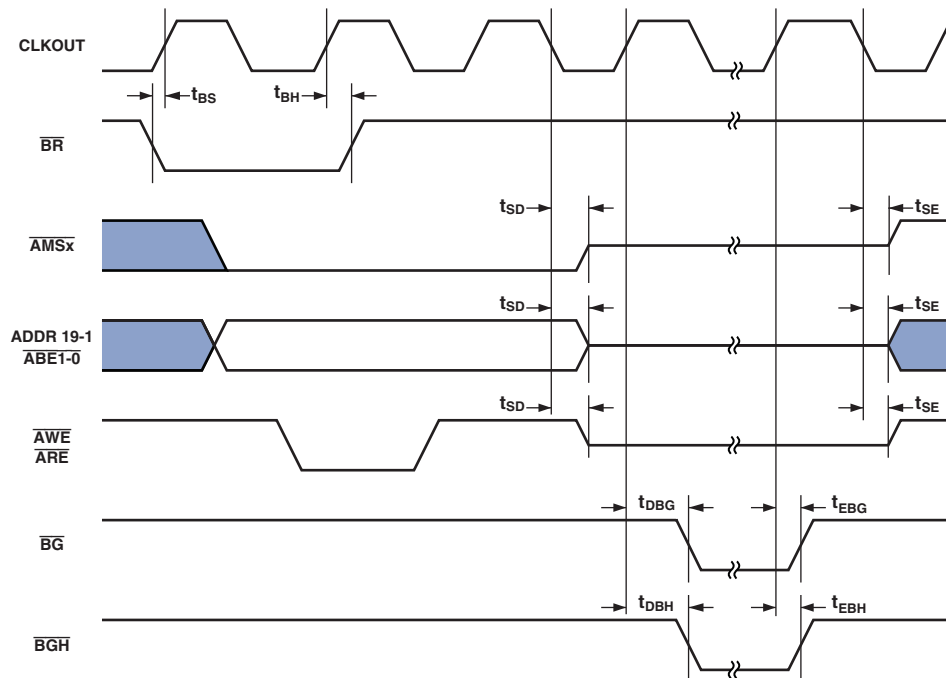 CLKOUT
tBS
tBH
BR
tSD
tSE
AMSx
tSD
tSE
ADDR 19-1
ABE1-0
tSD
tSE
AWE
ARE
tDBG
tEBG
BG
tDBH
tEBH
BGH